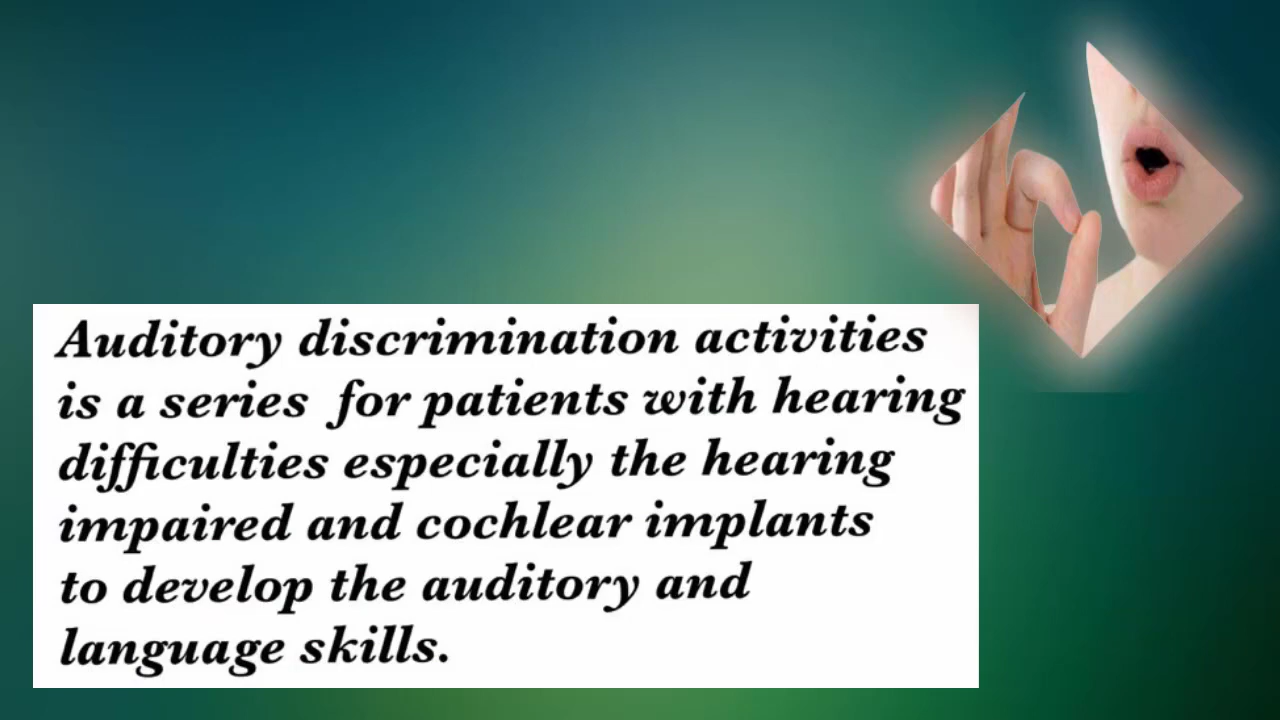 Auditory discrimination activities
is a series for patients with hearing
difficulties especially the hearing
impaired and cochlear implants
to develop the auditory and
language skills.